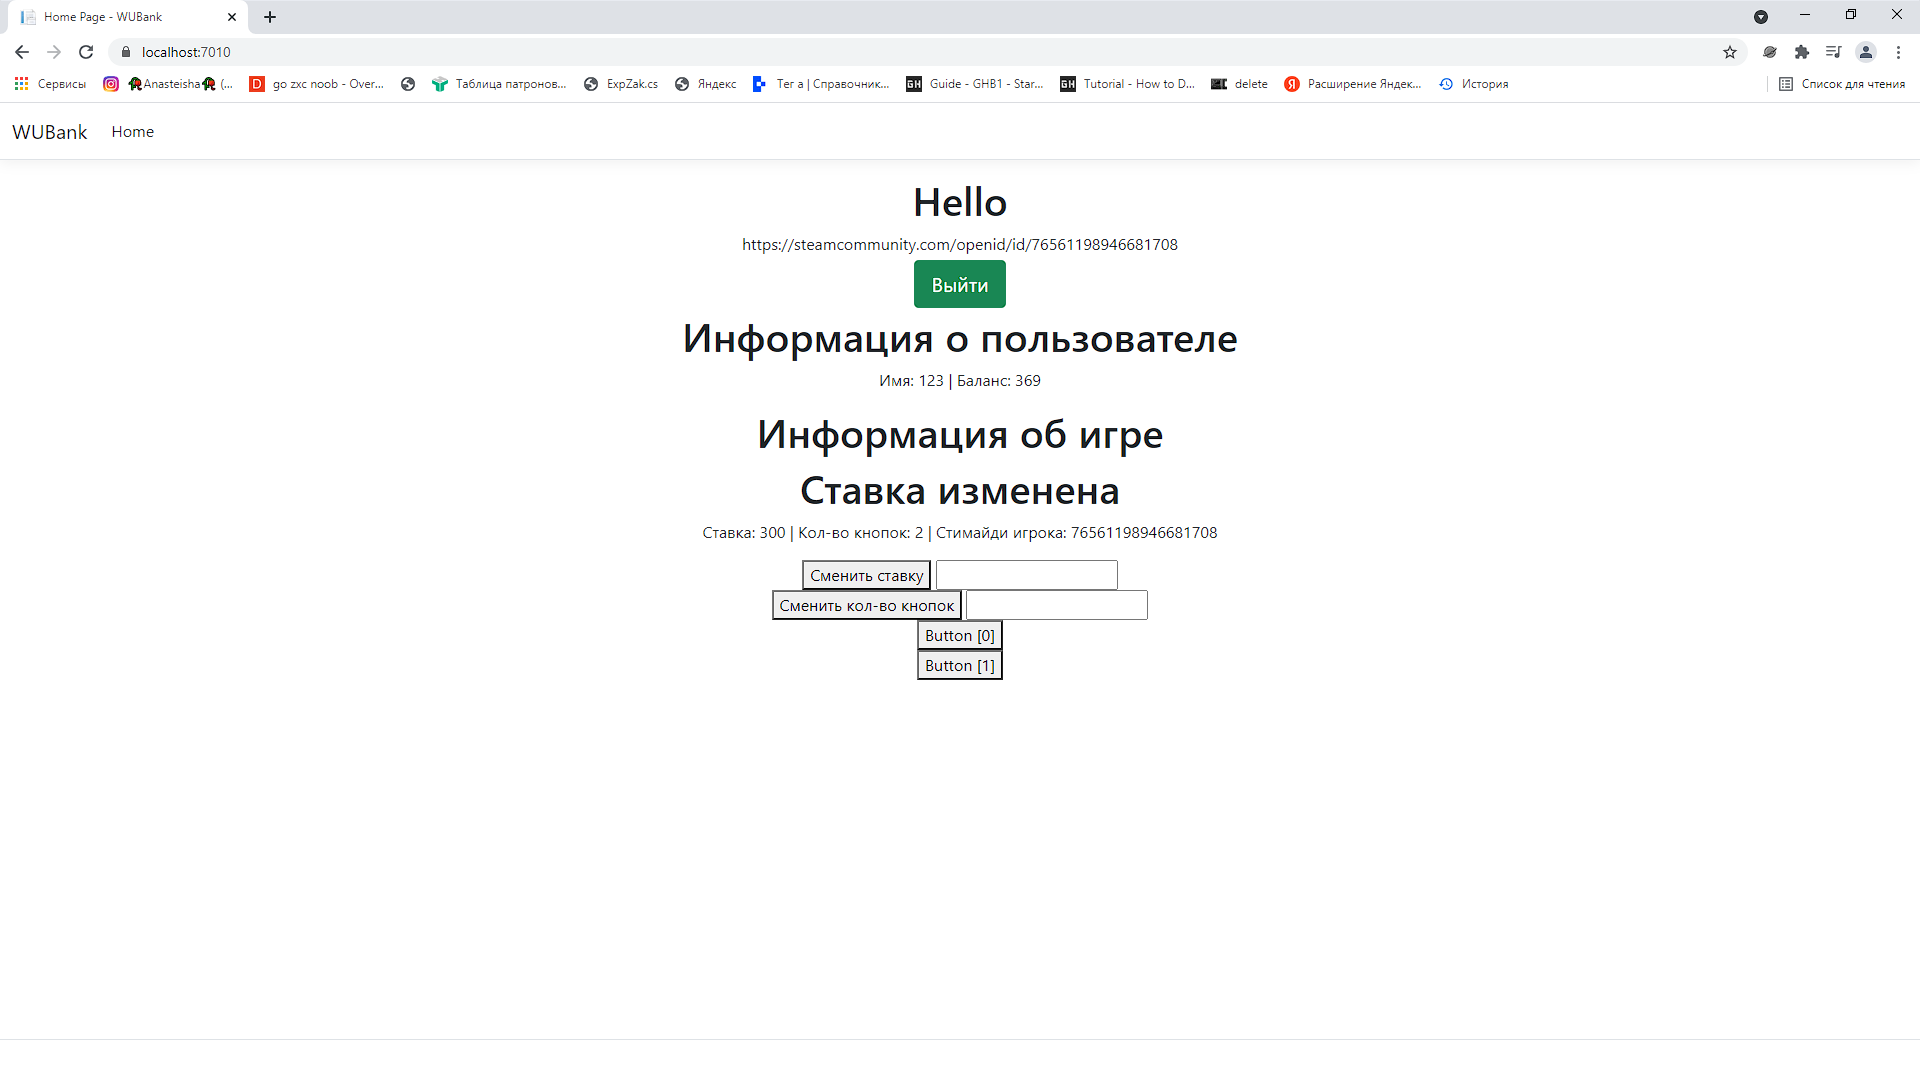 Home Page - WUBank
localhost:7010
Сервисы
Anasteisha (...
go zxc noob - Over...
Таблица патронов...
ExpZak.cs
Яндекс
Тег a | Справочник...
Guide - GHB1 - Star...
Tutorial - How to D...
delete
Расширение Яндек...
История
Список для чтения
WUBank Home
Hello
https://steamcommunity.com/openid/id/76561198946681708
Выйти
Информация о пользователе
Имя: 123 | Баланс: 369
Информация об игре
Ставка изменена
Ставка: 300 | Кол-во кнопок: 2 | Стимайди игрока: 76561198946681708
Сменить ставку
Сменить кол-во кнопок
Button [0]
Button [1]